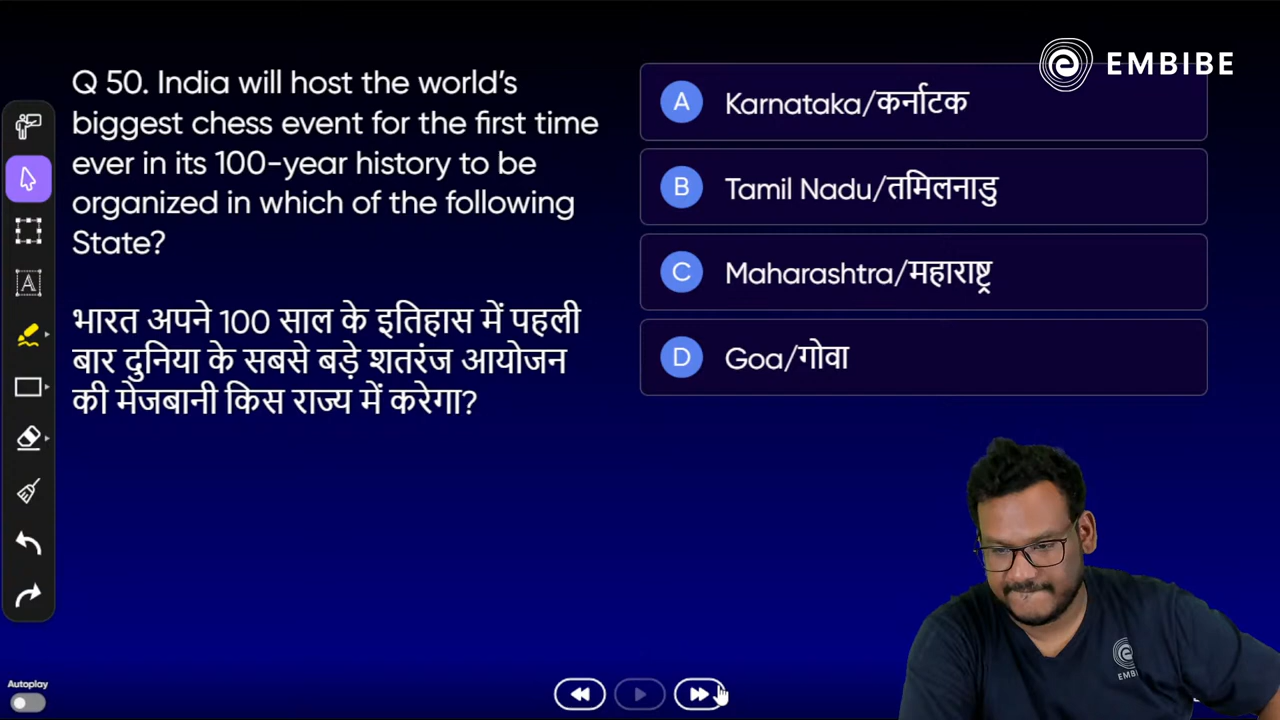 EMBIBE
Q 50. India will host the world's
biggest chess event for the first time
ever in its 100-year history to be
organized in which of the following
State?
भारत अपने 100 साल के इतिहास में पहली
बार दुनिया के सबसे बड़े शतरंज आयोजन
की मेजबानी किस राज्य में करेगा?
A Karnataka/कर्नाटक
B Tamil Nadu/तमिलनाडु
C Maharashtra/महाराष्ट्र
D Goa/गोवा
A
Autoplay